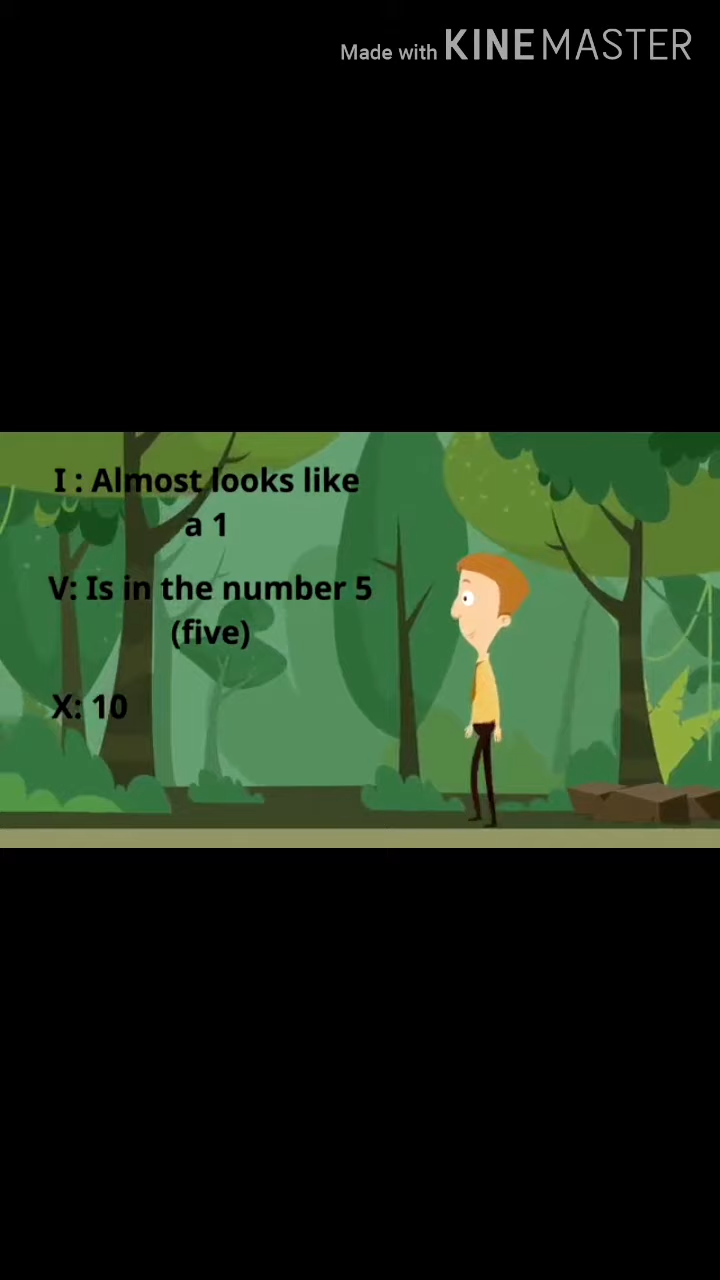 Made with KINEMASTER
I : Almost looks like
a 1
V: Is in the number 5
(five)
X: 10